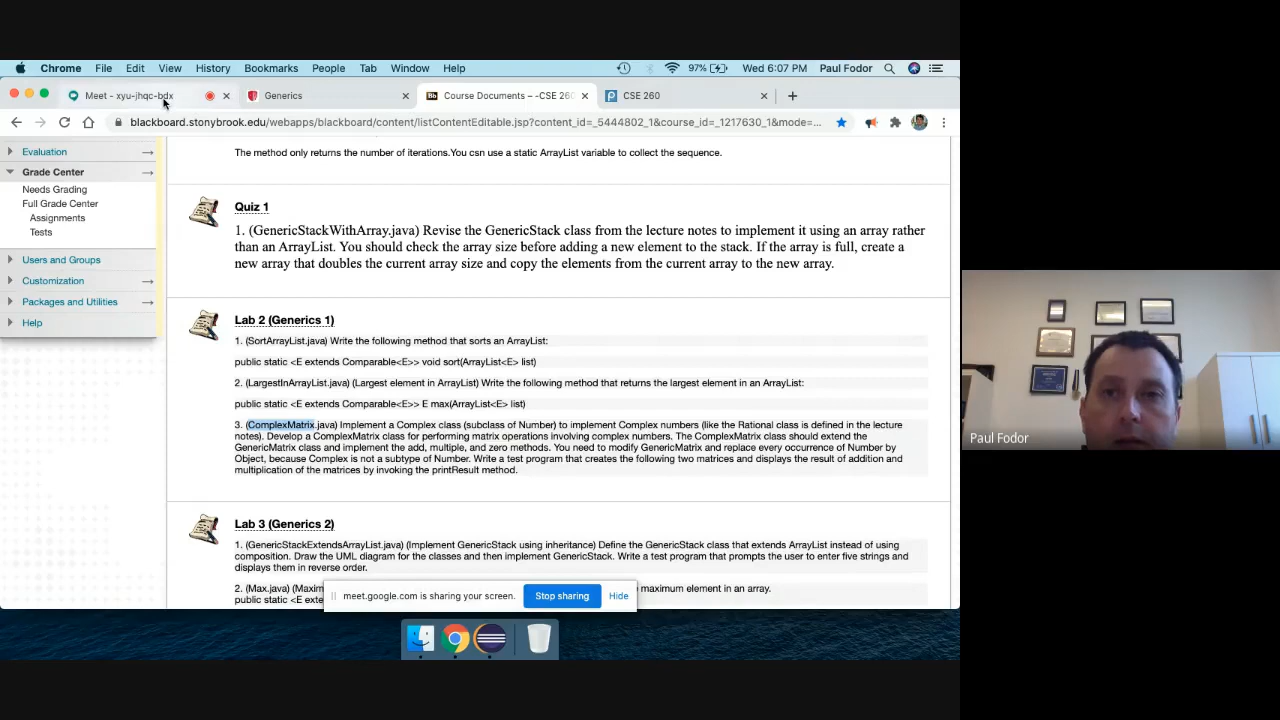 Chrome File Edit View History Bookmarks People Tab Window Help 97% Wed 6:07 PM Paul Fodor
Meet - xyu-jhqc-bdx Generics Course Documents – -CSE 260 CSE 260
blackboard.stonybrook.edu/webapps/blackboard/content/listContentEditable.jsp?content_id=_5444802_1&course_id=_1217630_1&mode=...
Evaluation
Grade Center
Needs Grading
Full Grade Center
Assignments
Tests
Users and Groups
Customization
Packages and Utilities
Help
The method only returns the number of iterations.You csn use a static ArrayList variable to collect the sequence.
Quiz 1
1. (GenericStackWithArray.java) Revise the GenericStack class from the lecture notes to implement it using an array rather
than an ArrayList. You should check the array size before adding a new element to the stack. If the array is full, create a
new array that doubles the current array size and copy the elements from the current array to the new array.
Lab 2 (Generics 1)
1. (SortArrayList.java) Write the following method that sorts an ArrayList:
public static <E extends Comparable<E>> void sort(ArrayList<E> list)
2. (LargestInArrayList.java) (Largest element in ArrayList) Write the following method that returns the largest element in an ArrayList:
public static <E extends Comparable<E>> E max(ArrayList<E> list)
3. (ComplexMatrix.java) Implement a Complex class (subclass of Number) to implement Complex numbers (like the Rational class is defined in the lecture
notes). Develop a ComplexMatrix class for performing matrix operations involving complex numbers. The ComplexMatrix class should extend the
GenericMatrix class and implement the add, multiple, and zero methods. You need to modify GenericMatrix and replace every occurrence of Number by
Object, because Complex is not a subtype of Number. Write a test program that creates the following two matrices and displays the result of addition and
multiplication of the matrices by invoking the printResult method.
Lab 3 (Generics 2)
1. (GenericStackExtendsArrayList.java) (Implement GenericStack using inheritance) Define the GenericStack class that extends ArrayList instead of using
composition. Draw the UML diagram for the classes and then implement GenericStack. Write a test program that prompts the user to enter five strings and
displays them in reverse order.
2. (Max.java) (Maxim maximum element in an array.
public static <E exte
meet.google.com is sharing your screen. Stop sharing Hide
Paul Fodor